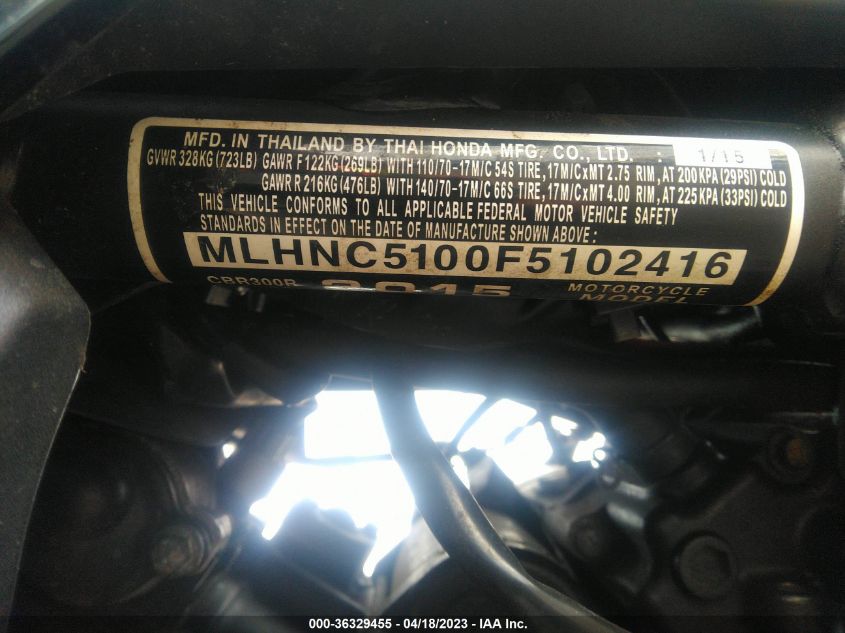 MFD. IN THAILAND BY THAI HONDA MFG. CO., LTD. : 1/15
GVWR 328KG (723LB) GAWR F 122KG (269LB) WITH 110/70-17M/C 54S TIRE, 17M/CxMT 2.75 RIM, AT 200 KPA (29PSI) COLD
GAWR R 216KG (476LB) WITH 140/70-17M/C 66S TIRE, 17M/CxMT 4.00 RIM, AT 225 KPA (33PSI) COLD
THIS VEHICLE CONFORMS TO ALL APPLICABLE FEDERAL MOTOR VEHICLE SAFETY
STANDARDS IN EFFECT ON THE DATE OF MANUFACTURE SHOWN ABOVE :
MLHNC5100F5102416
CBR300R 2015 MOTORCYCLE
MODEL
000-36329455 - 04/18/2023 - IAA Inc.